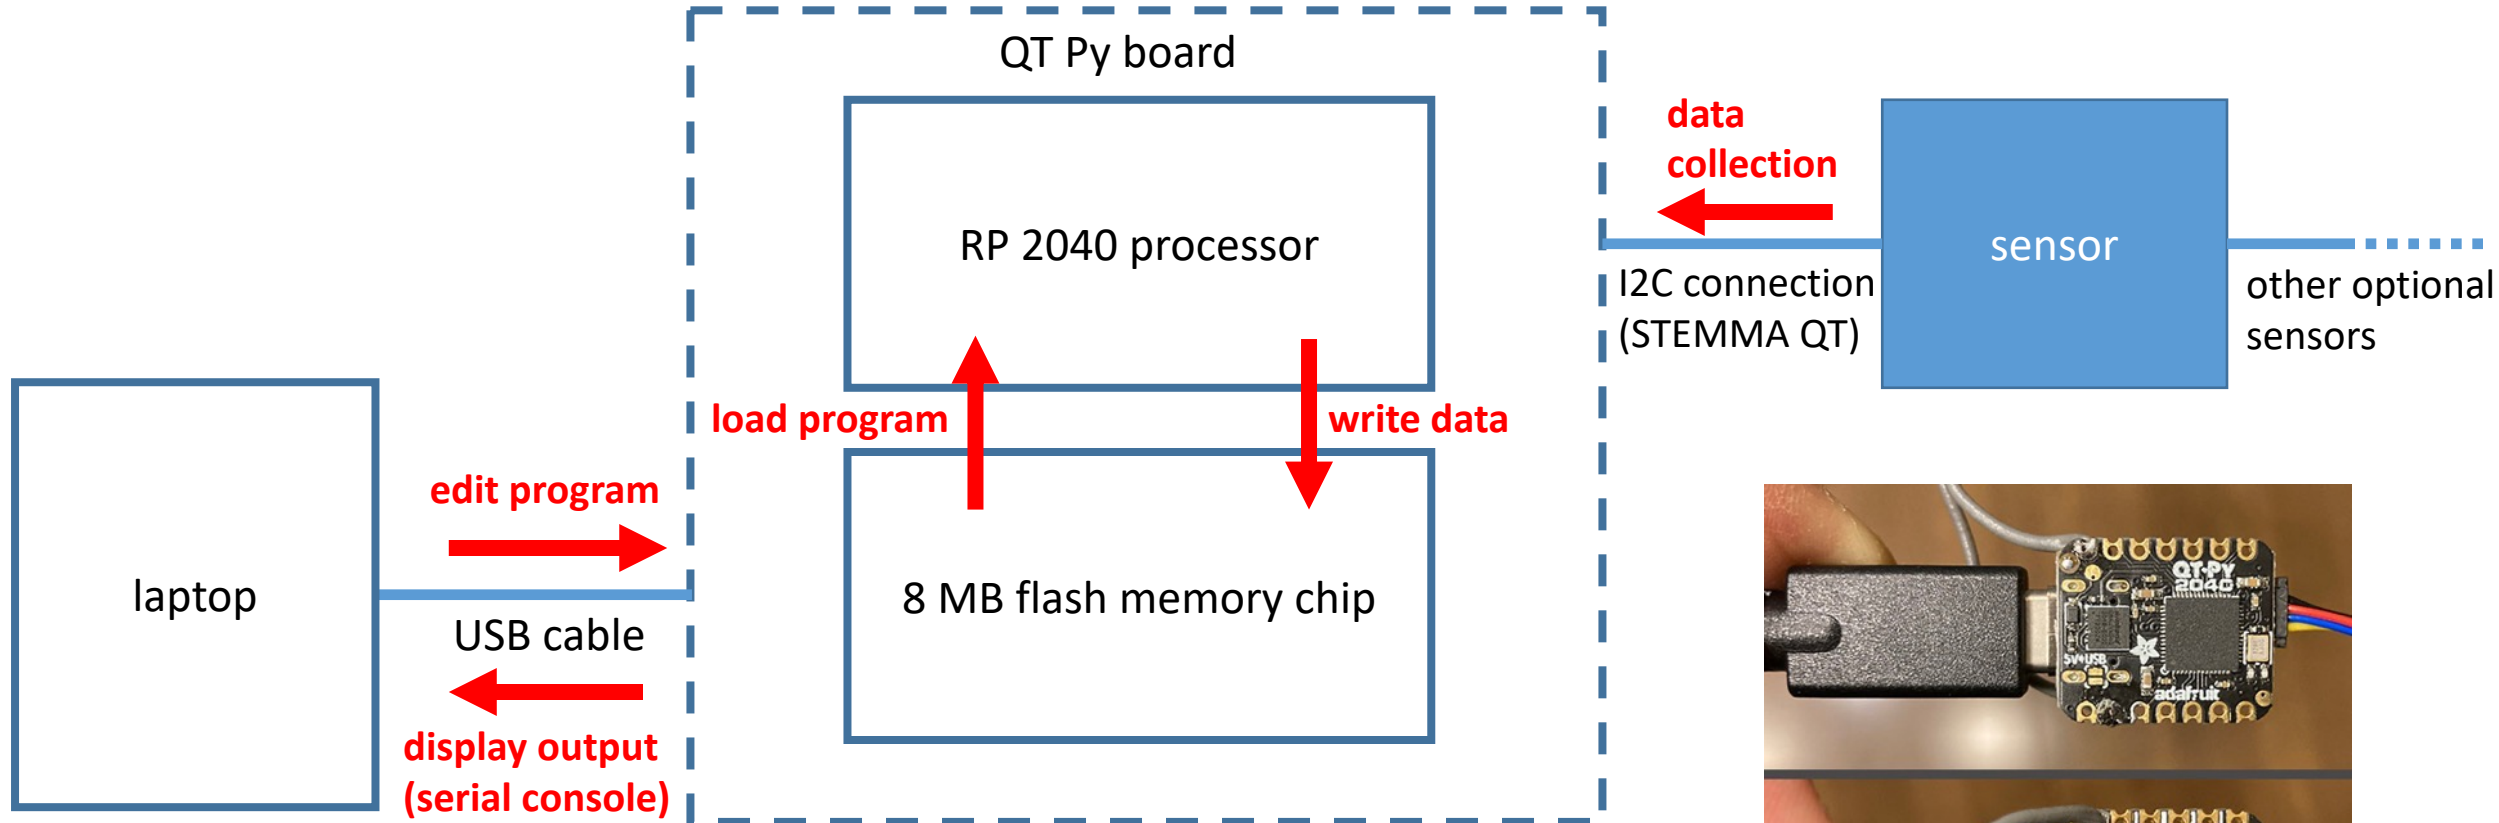 QT Py board
RP 2040 processor
load program
write data
8 MB flash memory chip
laptop
edit program
USB cable
display output
(serial console)
data
collection
sensor
I2C connection
(STEMMA QT)
other optional
sensors
QT·PY
2040
5V+USB
adafruit